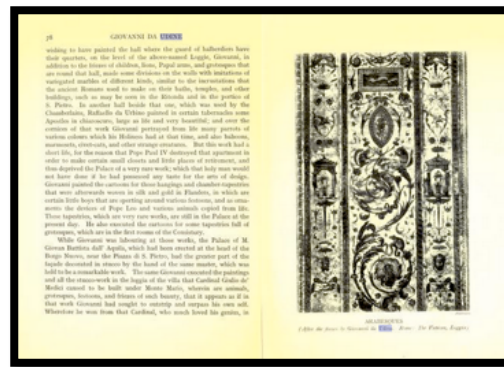 78 GIOVANNI DA UDINE
wishing to have painted the hall where the guard of halberdiers have
their quarters, on the level of the above-named Loggie, Giovanni, in
addition to the friezes of children, lions, Papal arms, and grotesques that
are round that hall, made some divisions on the walls with imitations of
variegated marbles of different kinds, similar to the incrustations that
the ancient Romans used to make on their baths, temples, and other
buildings, such as may be seen in the Ritonda and in the portico of
S. Pietro. In another hall beside that one, which was used by the
Chamberlains, Raffaello da Urbino painted in certain tabernacles some
Apostles in chiaroscuro, large as life and very beautiful; and over the
cornices of that work Giovanni portrayed from life many parrots of
various colours which his Holiness had at that time, and also baboons,
marmosets, civet-cats, and other strange creatures. But this work had a
short life, for the reason that Pope Paul IV destroyed that apartment in
order to make certain small closets and little places of retirement, and
thus deprived the Palace of a very rare work; which that holy man would
not have done if he had possessed any taste for the arts of design.
Giovanni painted the cartoons for those hangings and chamber-tapestries
that were afterwards woven in silk and gold in Flanders, in which are
certain little boys that are sporting around various festoons, and as orna-
ments the devices of Pope Leo and various animals copied from life.
These tapestries, which are very rare works, are still in the Palace at the
present day. He also executed the cartoons for some tapestries full of
grotesques, which are in the first rooms of the Consistory.
While Giovanni was labouring at those works, the Palace of M.
Giovan Battista dall' Aquila, which had been erected at the head of the
Borgo Nuovo, near the Piazza di S. Pietro, had the greater part of the
façade decorated in stucco by the hand of the same master, which was
held to be a remarkable work. The same Giovanni executed the paintings
and all the stucco-work in the loggia of the villa that Cardinal Giulio de'
Medici caused to be built under Monte Mario, wherein are animals,
grotesques, festoons, and friezes of such beauty, that it appears as if in
that work Giovanni had sought to outstrip and surpass his own self.
Wherefore he won from that Cardinal, who much loved his genius, in
ARABESQUES
(After the fresco by Giovanni da Udine. Rome: The Vatican, Loggia)